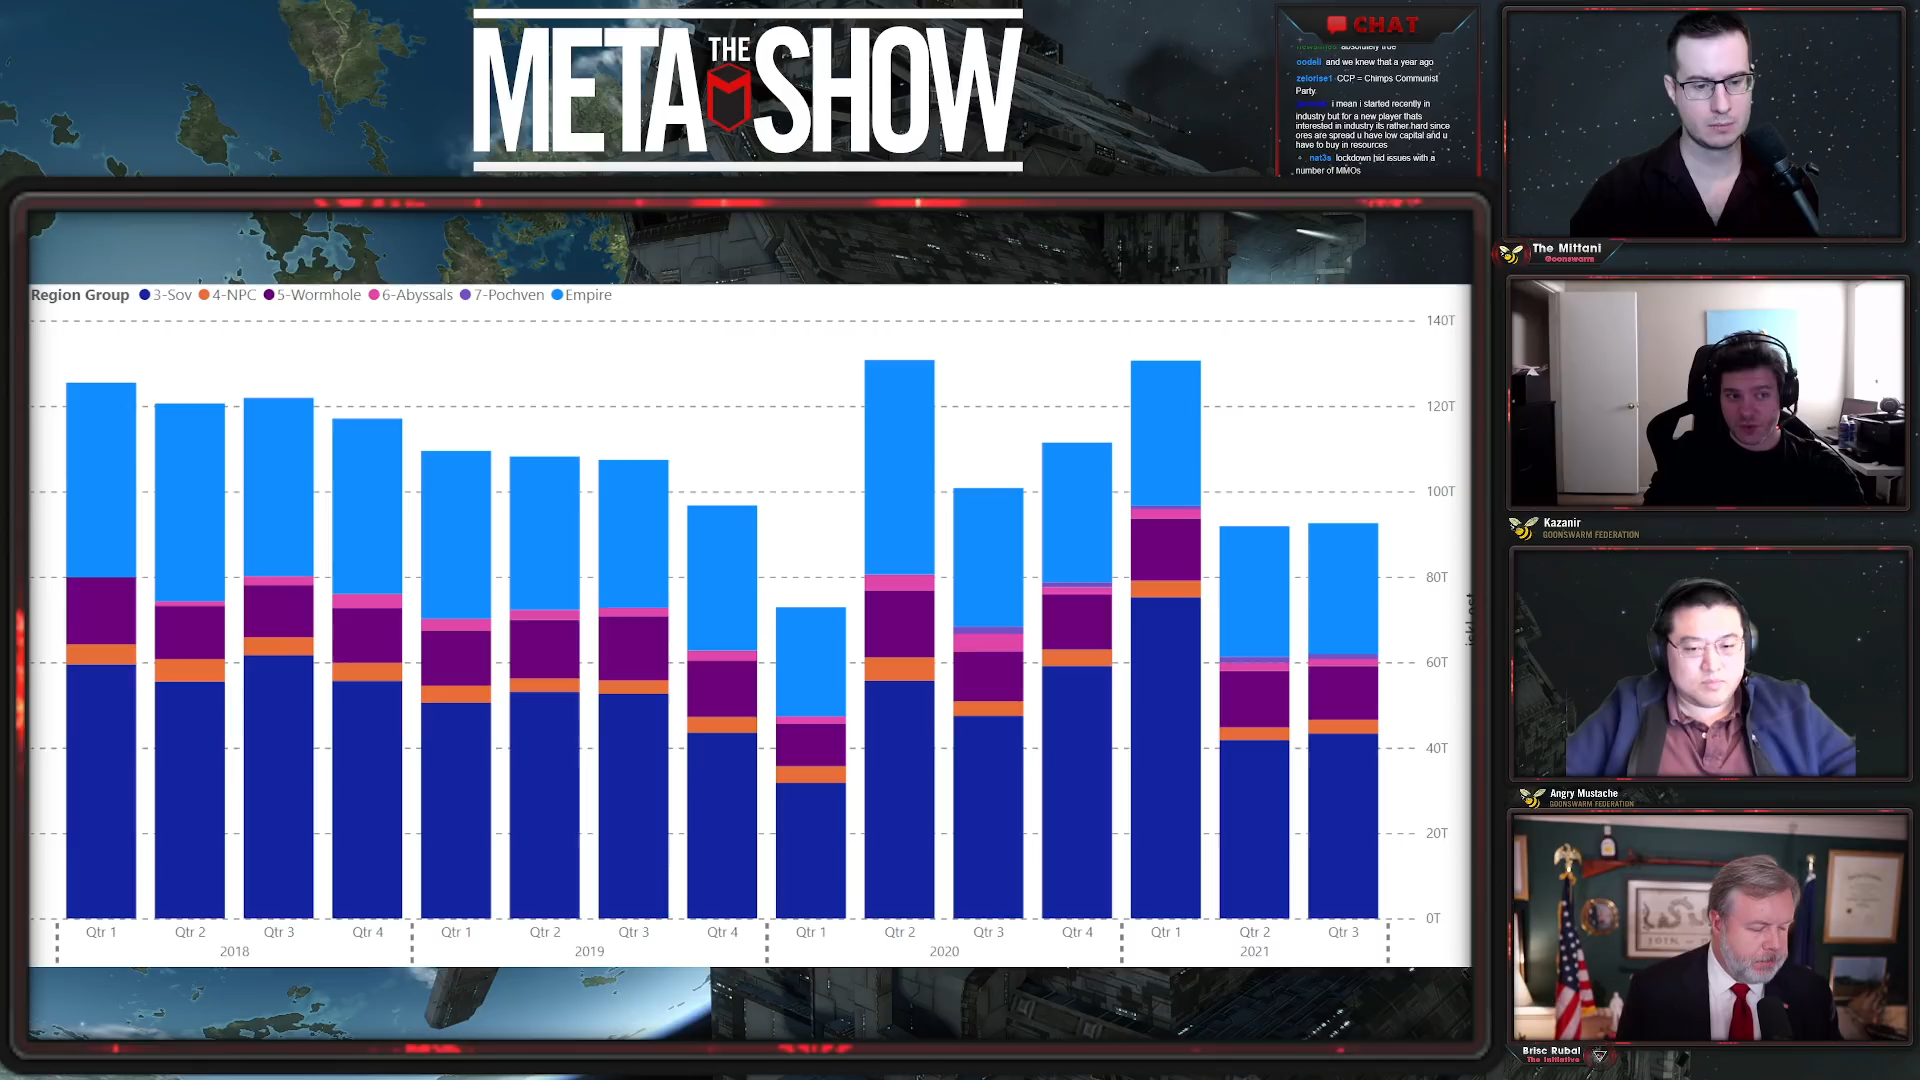 META THE SHOW
CHAT
absolutely true
oodeli and we knew that a year ago
zelorise1 CCP = Chimps Communist
Party
i mean i started recently in
industry but for a new player thats
interested in industry its rather hard since
ores are spread u have low capital and u
have to buy in resources
nat3s lockdown hid issues with a
number of MMOs
The Mittani
Goonswarm
Region Group 3-Sov 4-NPC 5-Wormhole 6-Abyssals 7-Pochven Empire
140T
120T
100T
80T
60T
40T
20T
0T
Qtr 1 Qtr 2 Qtr 3 Qtr 4 Qtr 1 Qtr 2 Qtr 3 Qtr 4 Qtr 1 Qtr 2 Qtr 3 Qtr 4 Qtr 1 Qtr 2 Qtr 3
2018 2019 2020 2021
Kazanir
GOONSWARM FEDERATION
Angry Mustache
GOONSWARM FEDERATION
JOIN,
Brisc Rubal
The Initiative